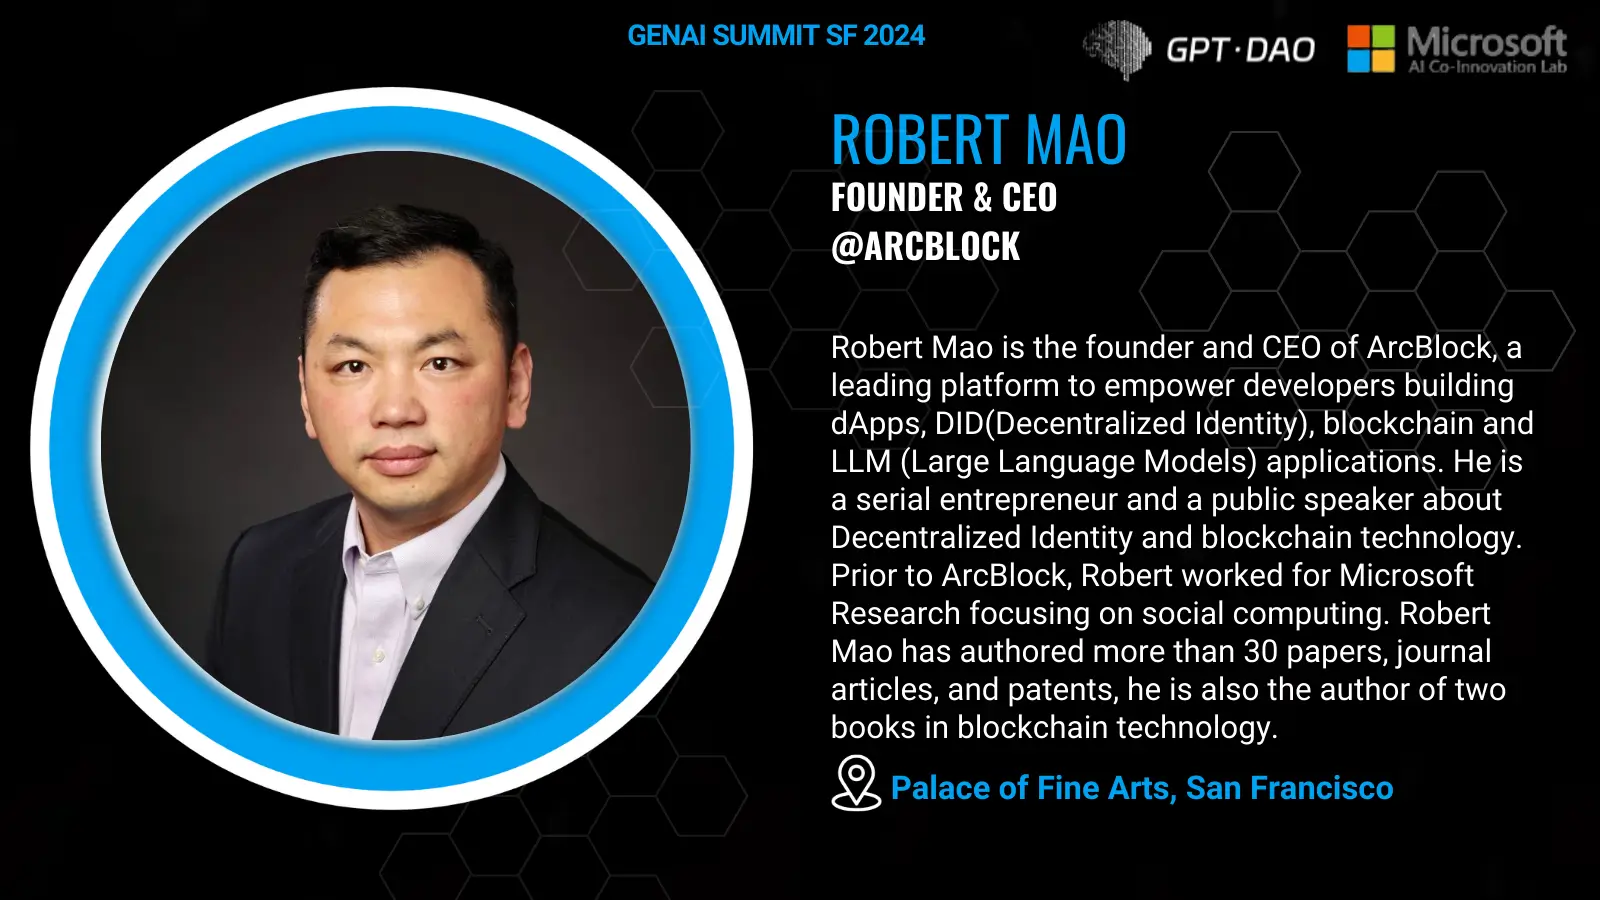 GENAI SUMMIT SF 2024
GPT·DAO
Microsoft
AI Co-Innovation Lab
ROBERT MAO
FOUNDER & CEO
@ARCBLOCK
Robert Mao is the founder and CEO of ArcBlock, a
leading platform to empower developers building
dApps, DID(Decentralized Identity), blockchain and
LLM (Large Language Models) applications. He is
a serial entrepreneur and a public speaker about
Decentralized Identity and blockchain technology.
Prior to ArcBlock, Robert worked for Microsoft
Research focusing on social computing. Robert
Mao has authored more than 30 papers, journal
articles, and patents, he is also the author of two
books in blockchain technology.
Palace of Fine Arts, San Francisco